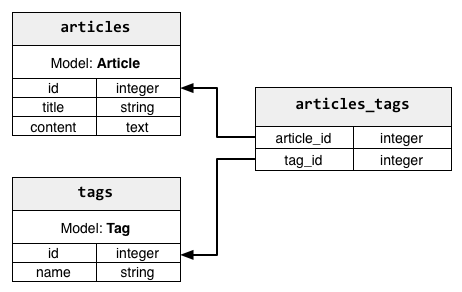 articles
Model: Article
id integer
title string
content text
articles_tags
article_id integer
tag_id integer
tags
Model: Tag
id integer
name string